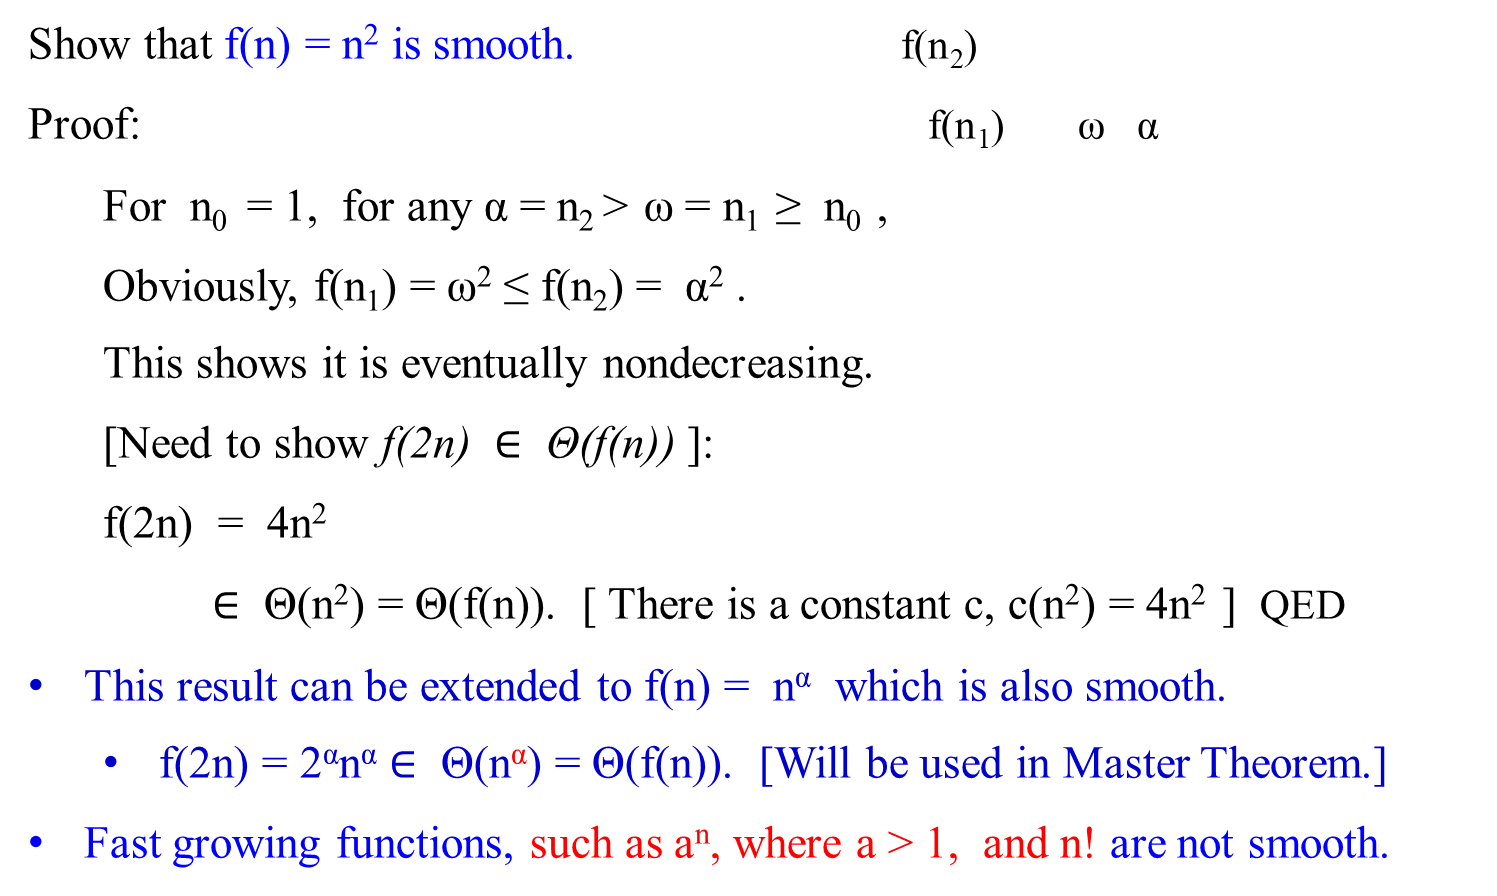 Show that f(n) = n² is smooth. f(n₂)
Proof: f(n₁) ω α
For n₀ = 1, for any α = n₂ > ω = n₁ ≥ n₀ ,
Obviously, f(n₁) = ω² ≤ f(n₂) = α² .
This shows it is eventually nondecreasing.
[Need to show f(2n) ∈ Θ(f(n)) ]:
f(2n) = 4n²
∈ Θ(n²) = Θ(f(n)). [ There is a constant c, c(n²) = 4n² ] QED
• This result can be extended to f(n) = nᵅ which is also smooth.
• f(2n) = 2ᵅnᵅ ∈ Θ(nᵅ) = Θ(f(n)). [Will be used in Master Theorem.]
• Fast growing functions, such as aⁿ, where a > 1, and n! are not smooth.